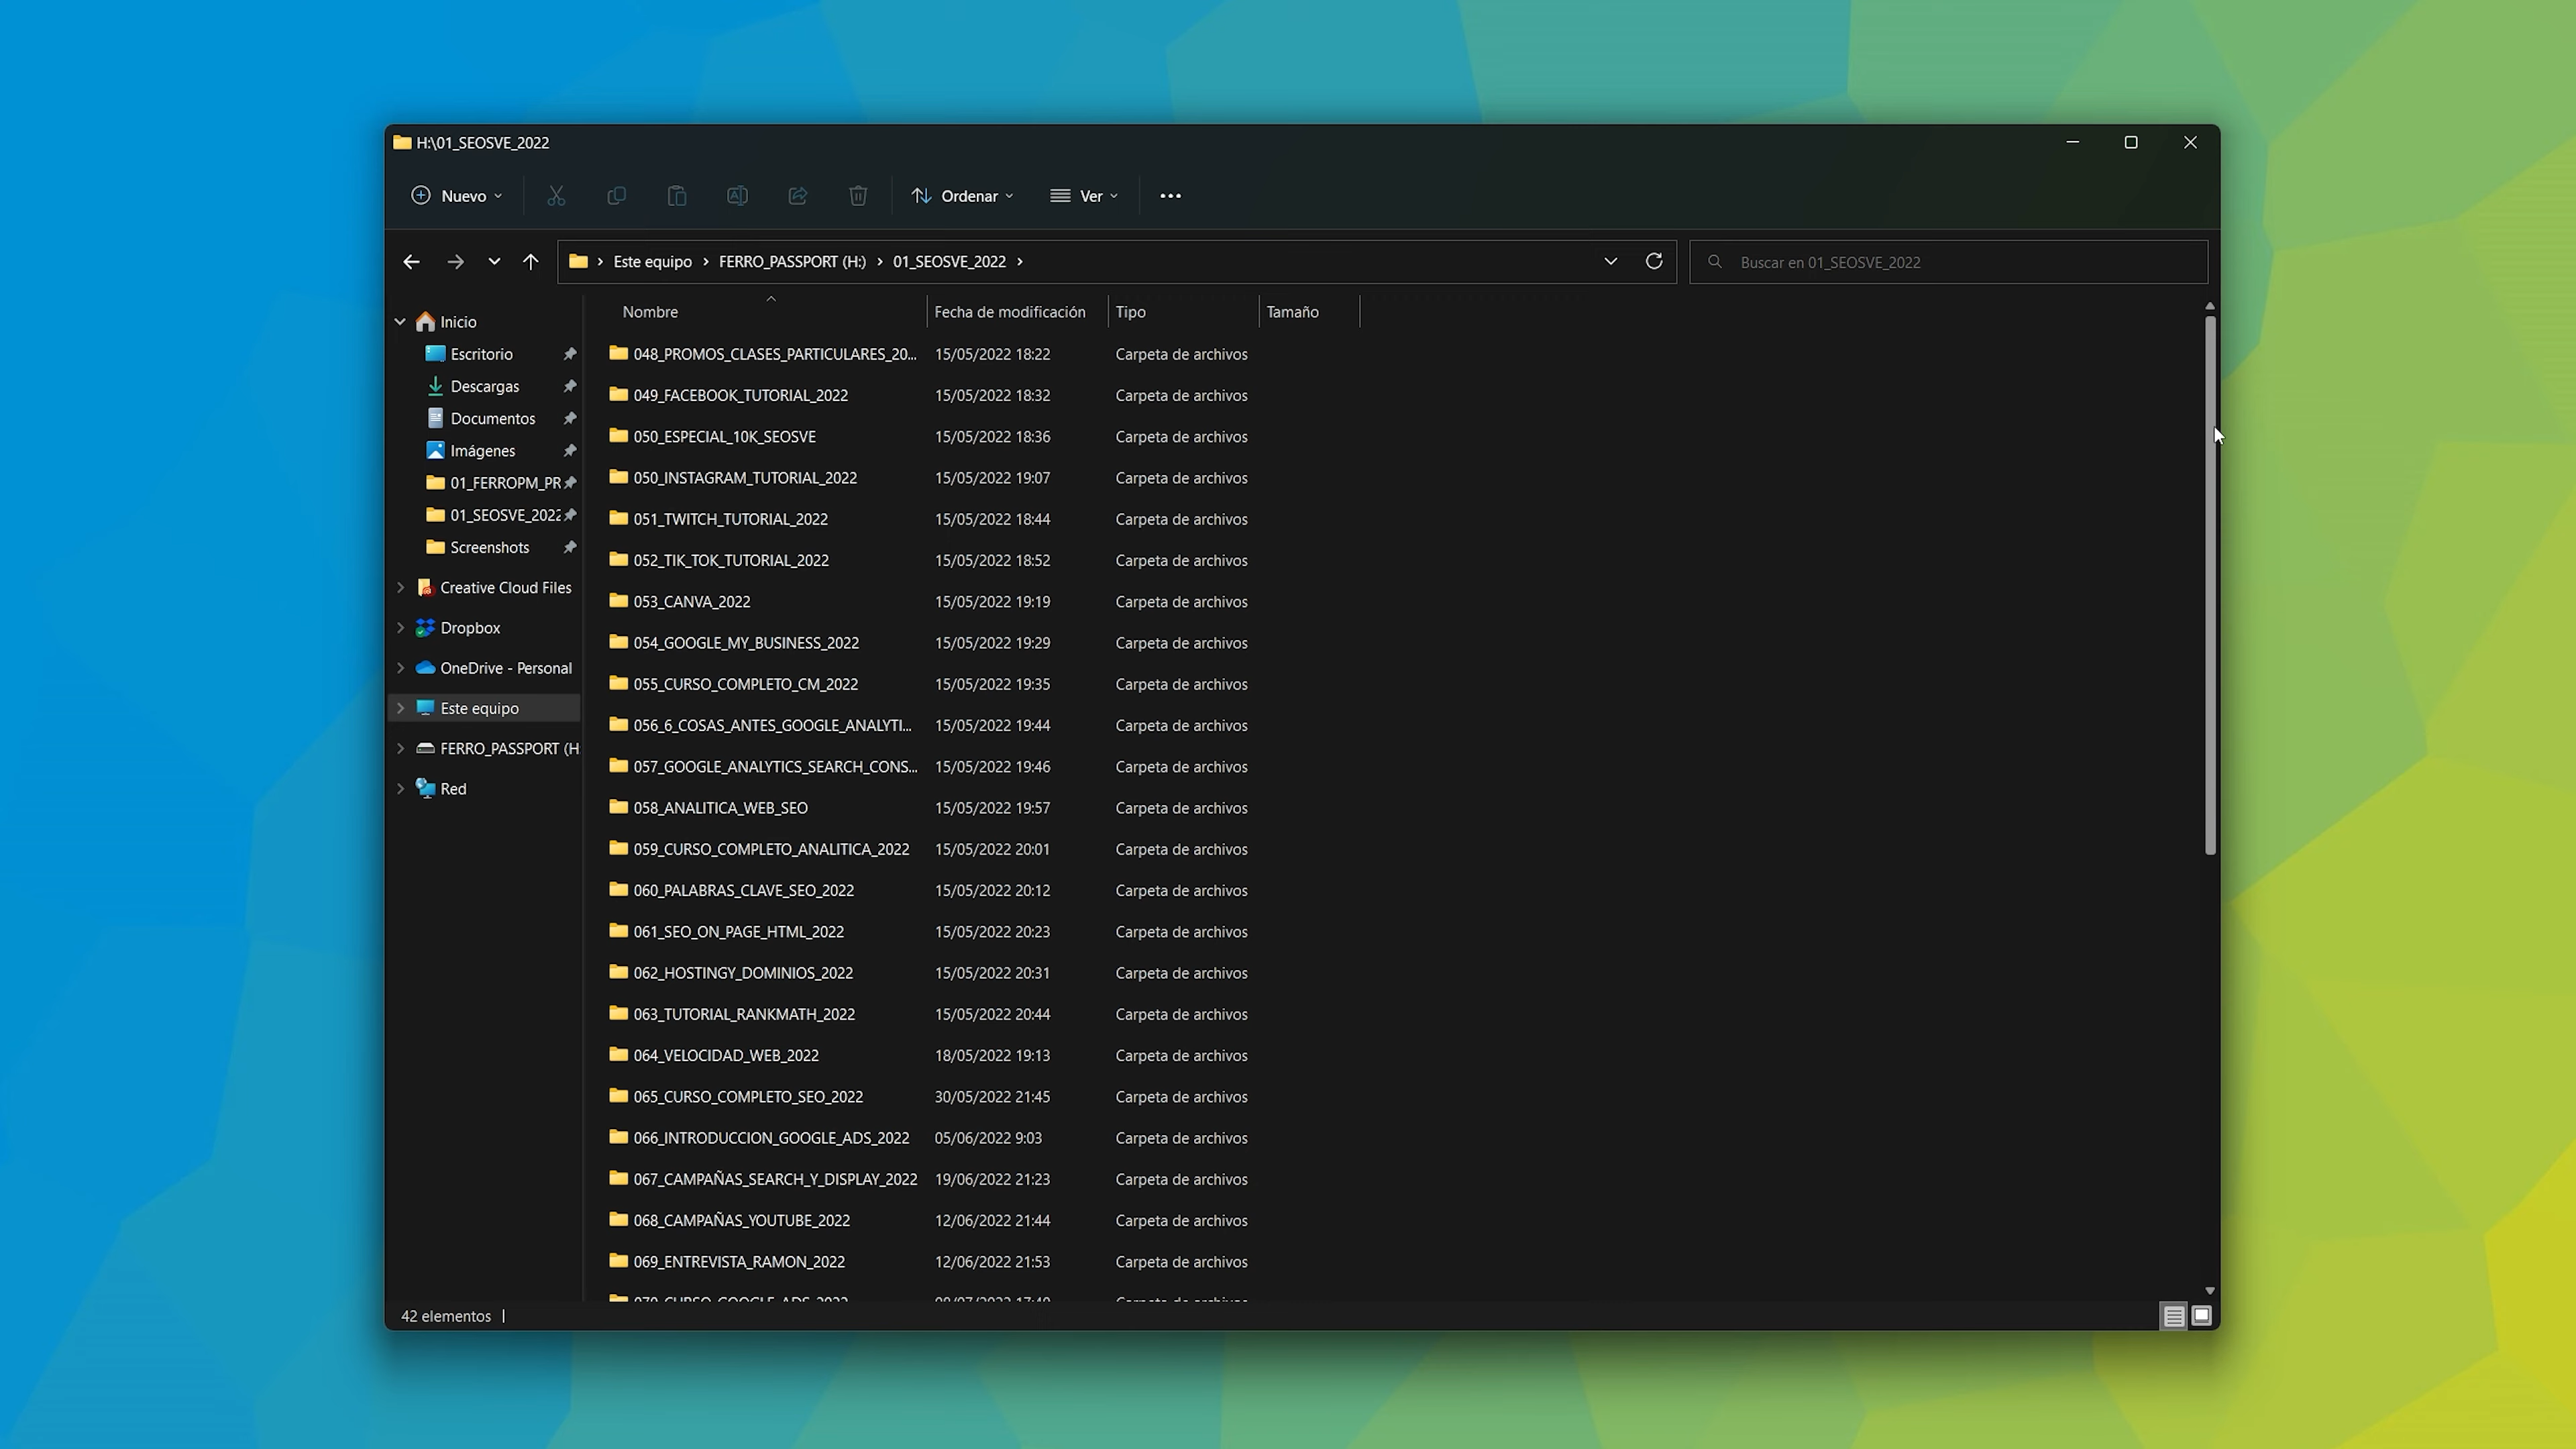 H:\01_SEOSVE_2022
Nuevo
Ordenar
Ver
Este equipo › FERRO_PASSPORT (H:) › 01_SEOSVE_2022 ›
Buscar en 01_SEOSVE_2022
Nombre Fecha de modificación Tipo Tamaño
Inicio
Escritorio
Descargas
Documentos
Imágenes
01_FERROPM_PR
01_SEOSVE_2022
Screenshots
Creative Cloud Files
Dropbox
OneDrive - Personal
Este equipo
FERRO_PASSPORT (H:
Red
048_PROMOS_CLASES_PARTICULARES_20... 15/05/2022 18:22 Carpeta de archivos
049_FACEBOOK_TUTORIAL_2022 15/05/2022 18:32 Carpeta de archivos
050_ESPECIAL_10K_SEOSVE 15/05/2022 18:36 Carpeta de archivos
050_INSTAGRAM_TUTORIAL_2022 15/05/2022 19:07 Carpeta de archivos
051_TWITCH_TUTORIAL_2022 15/05/2022 18:44 Carpeta de archivos
052_TIK_TOK_TUTORIAL_2022 15/05/2022 18:52 Carpeta de archivos
053_CANVA_2022 15/05/2022 19:19 Carpeta de archivos
054_GOOGLE_MY_BUSINESS_2022 15/05/2022 19:29 Carpeta de archivos
055_CURSO_COMPLETO_CM_2022 15/05/2022 19:35 Carpeta de archivos
056_6_COSAS_ANTES_GOOGLE_ANALYTI... 15/05/2022 19:44 Carpeta de archivos
057_GOOGLE_ANALYTICS_SEARCH_CONS... 15/05/2022 19:46 Carpeta de archivos
058_ANALITICA_WEB_SEO 15/05/2022 19:57 Carpeta de archivos
059_CURSO_COMPLETO_ANALITICA_2022 15/05/2022 20:01 Carpeta de archivos
060_PALABRAS_CLAVE_SEO_2022 15/05/2022 20:12 Carpeta de archivos
061_SEO_ON_PAGE_HTML_2022 15/05/2022 20:23 Carpeta de archivos
062_HOSTINGY_DOMINIOS_2022 15/05/2022 20:31 Carpeta de archivos
063_TUTORIAL_RANKMATH_2022 15/05/2022 20:44 Carpeta de archivos
064_VELOCIDAD_WEB_2022 18/05/2022 19:13 Carpeta de archivos
065_CURSO_COMPLETO_SEO_2022 30/05/2022 21:45 Carpeta de archivos
066_INTRODUCCION_GOOGLE_ADS_2022 05/06/2022 9:03 Carpeta de archivos
067_CAMPAÑAS_SEARCH_Y_DISPLAY_2022 19/06/2022 21:23 Carpeta de archivos
068_CAMPAÑAS_YOUTUBE_2022 12/06/2022 21:44 Carpeta de archivos
069_ENTREVISTA_RAMON_2022 12/06/2022 21:53 Carpeta de archivos
42 elementos